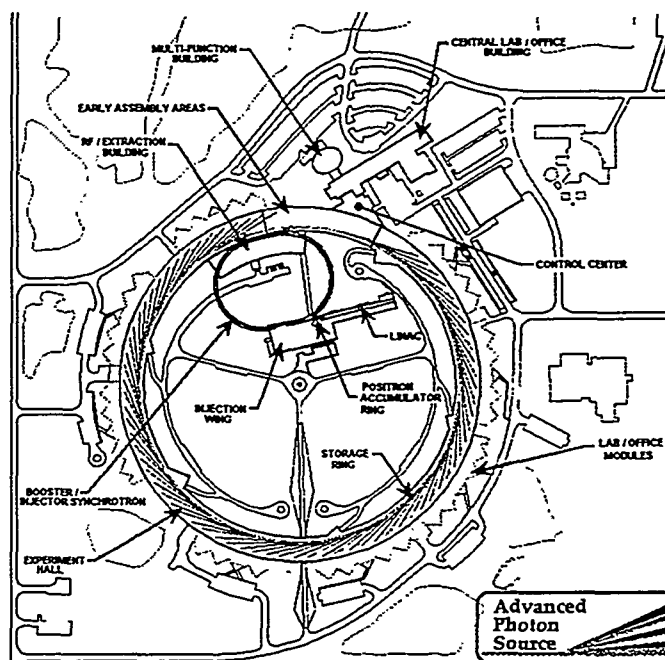 MULTI-FUNCTION
BUILDING
CENTRAL LAB / OFFICE
BUILDING
EARLY ASSEMBLY AREAS
RF / EXTRACTION
BUILDING
CONTROL CENTER
LINAC
INJECTION
WING
POSITRON
ACCUMULATOR
RING
STORAGE
RING
LAB / OFFICE
MODULES
BOOSTER /
INJECTOR SYNCHROTRON
EXPERIMENT
HALL
Advanced
Photon
Source